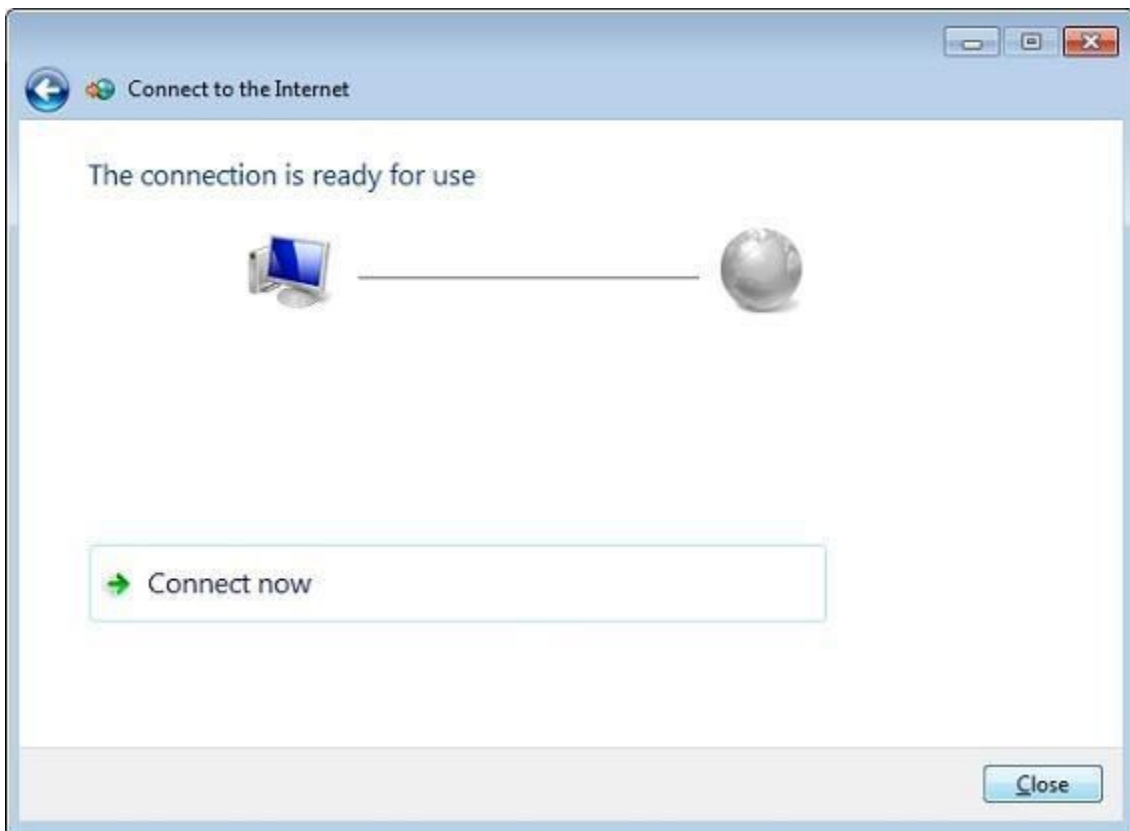 Connect to the Internet
The connection is ready for use
Connect now
Close